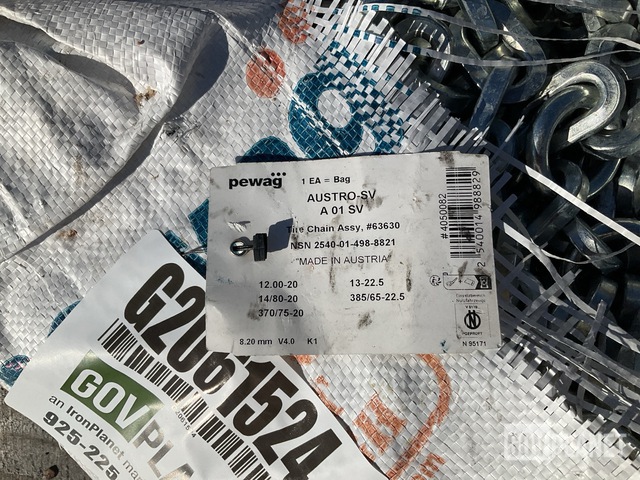 pewag
1 EA = Bag
AUSTRO-SV
A 01 SV
Tire Chain Assy, #63630
NSN 2540-01-498-8821
"MADE IN AUSTRIA"
12.00-20 13-22.5
14/80-20 385/65-22.5
370/75-20
8.20 mm V4.0 K1
#4050082
N 95171
G2061524
GOVPLA
an IronPlanet ma
925-225